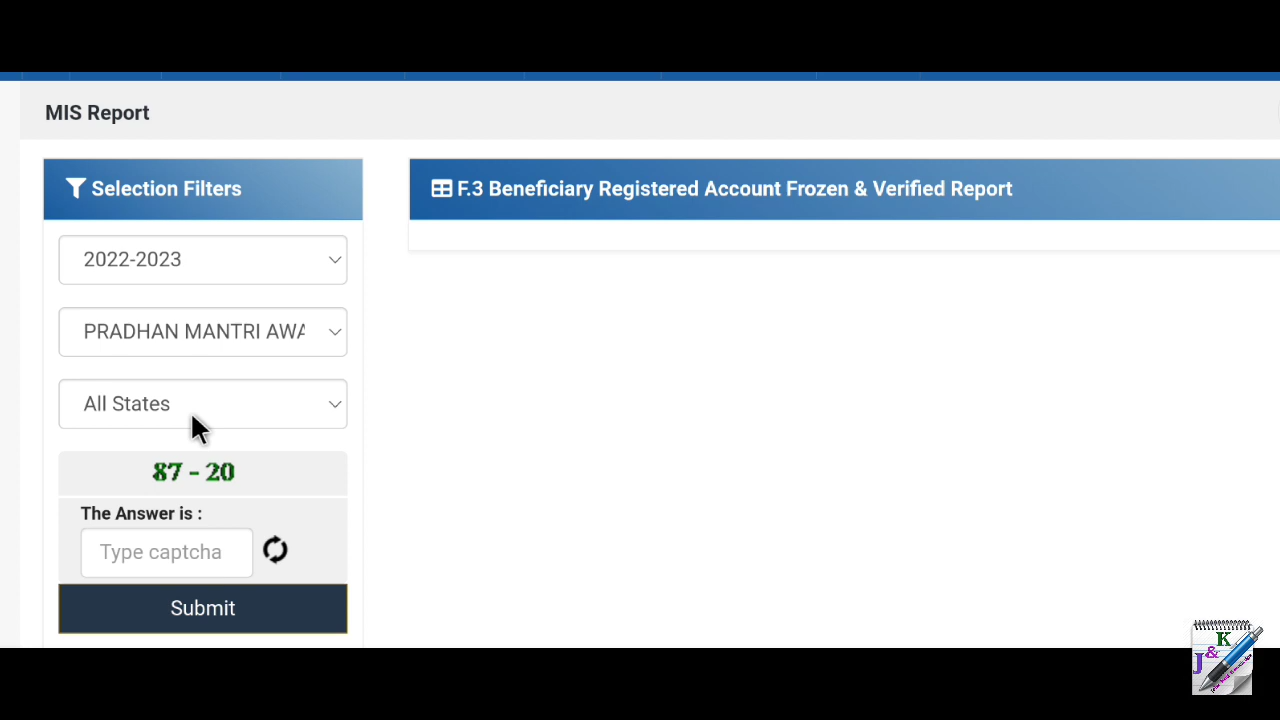 MIS Report
Selection Filters
F.3 Beneficiary Registered Account Frozen & Verified Report
2022-2023
PRADHAN MANTRI AWA
All States
87 - 20
The Answer is :
Type captcha
Submit
J & K